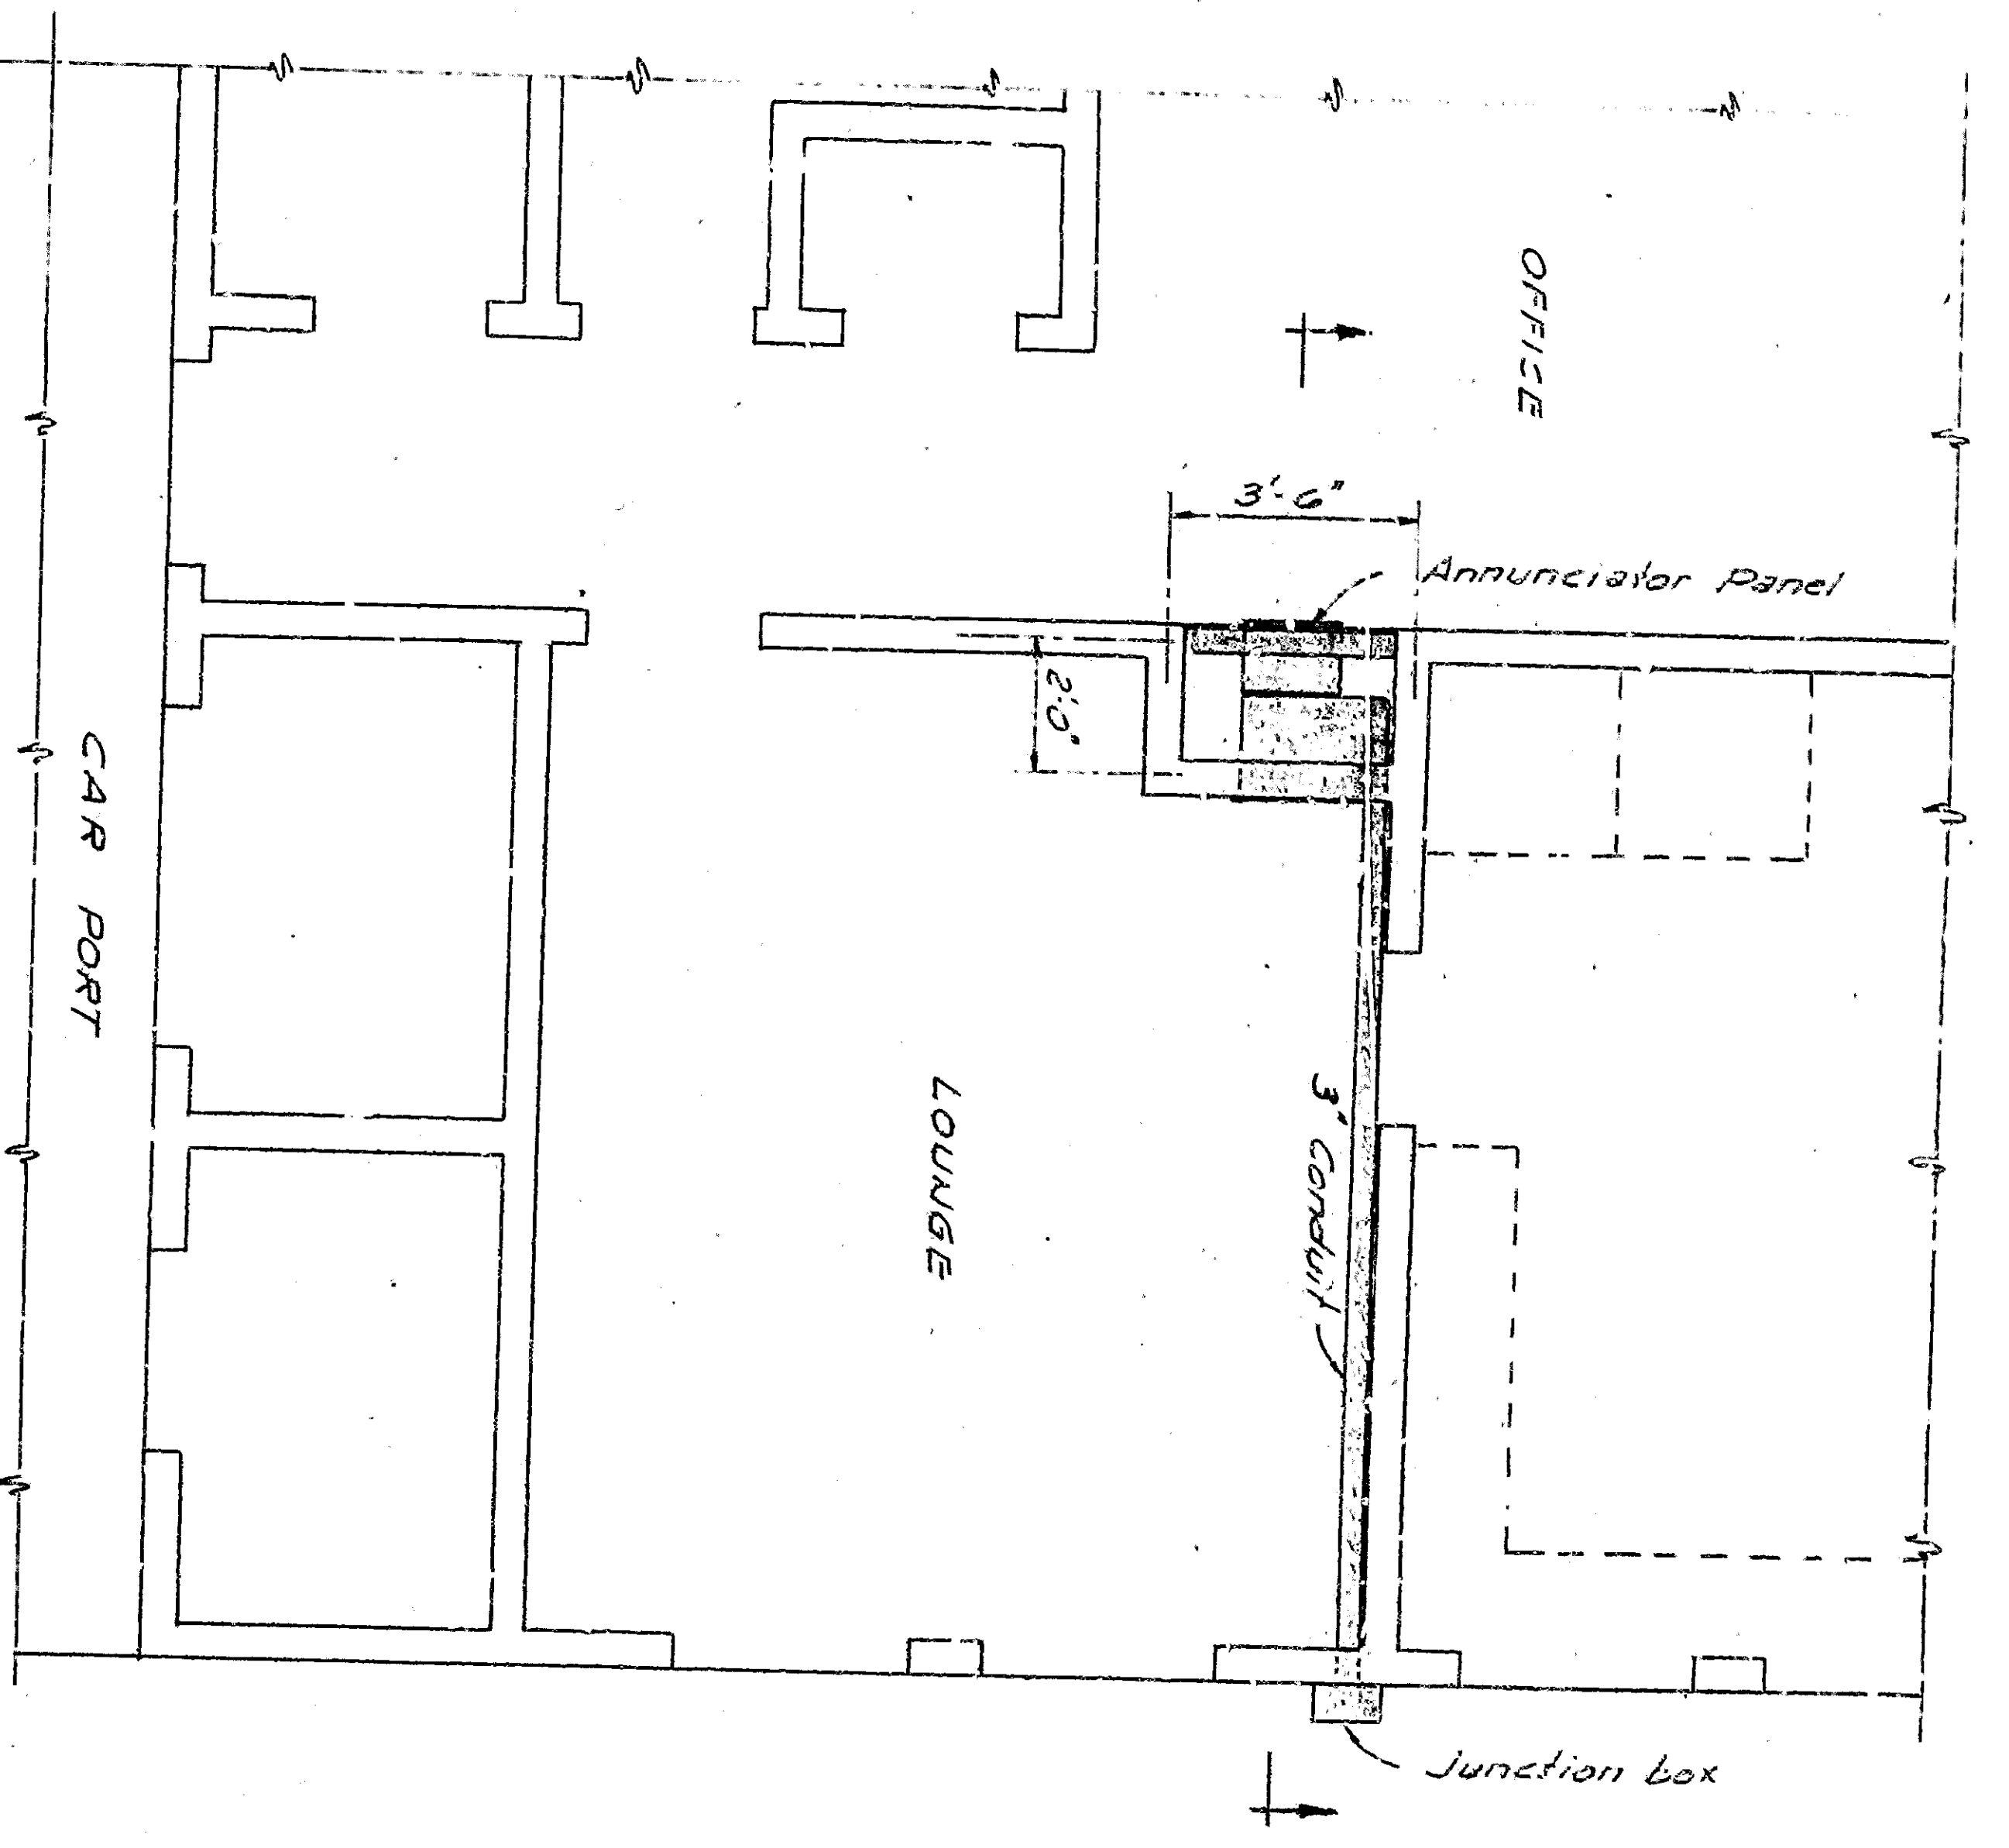 OFFICE
3'-6"
Annunciator Panel
2'-0"
CAR PORT
LOUNGE
3" Conduit
Junction box